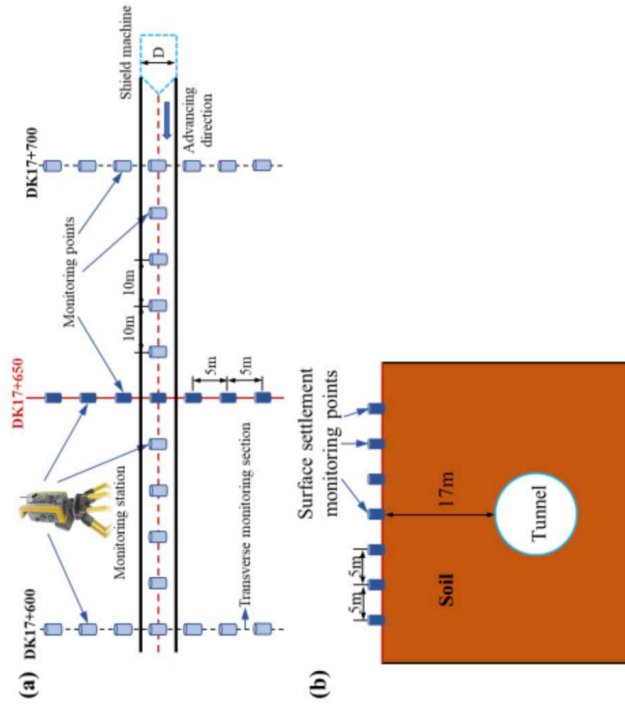 (a)
DK17+600
DK17+650
DK17+700
Monitoring station
Monitoring points
Shield machine
10m
10m
D
Advancing
direction
5m
5m
Transverse monitoring section
(b)
Surface settlement
monitoring points
5m
5m
17m
Soil
Tunnel